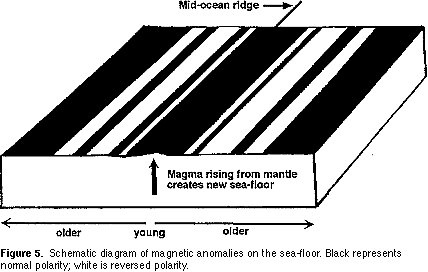 Mid-ocean ridge
Magma rising from mantle
creates new sea-floor
older young older
Figure 5. Schematic diagram of magnetic anomalies on the sea-floor. Black represents
normal polarity; white is reversed polarity.